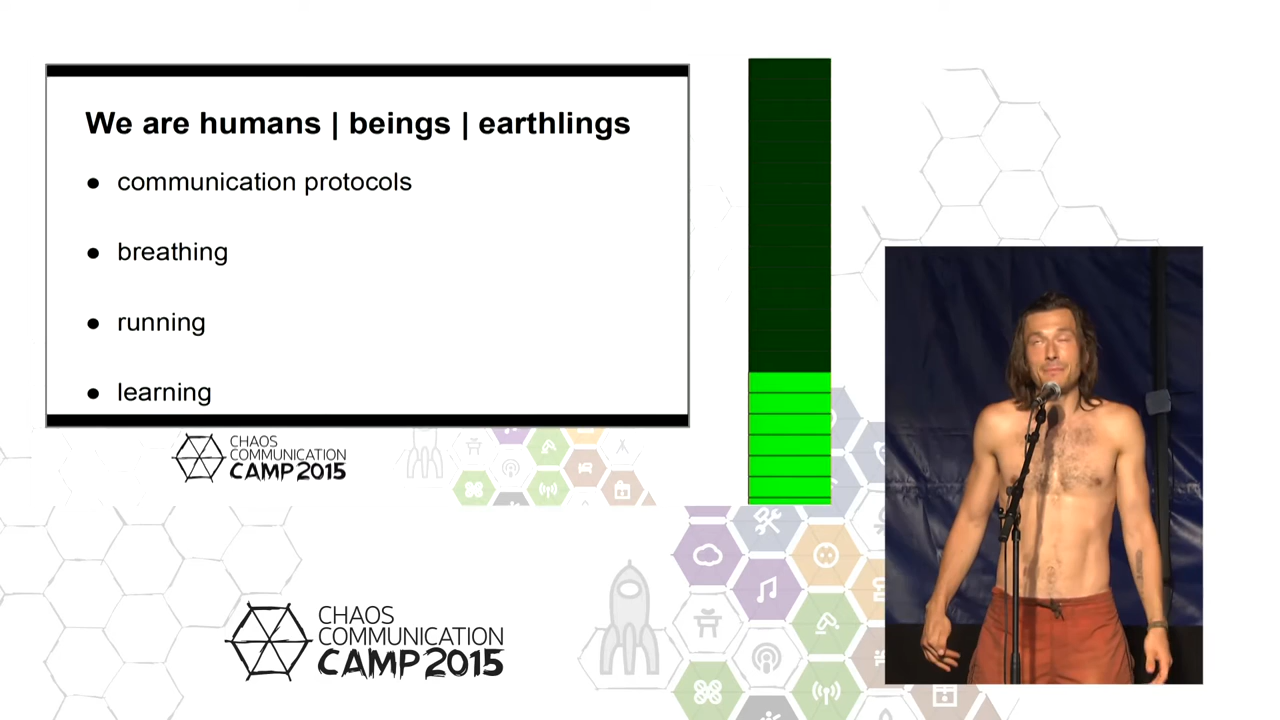 We are humans | beings | earthlings
● communication protocols
● breathing
● running
● learning
CHAOS
COMMUNICATION
CAMP 2015
CHAOS
COMMUNICATION
CAMP 2015